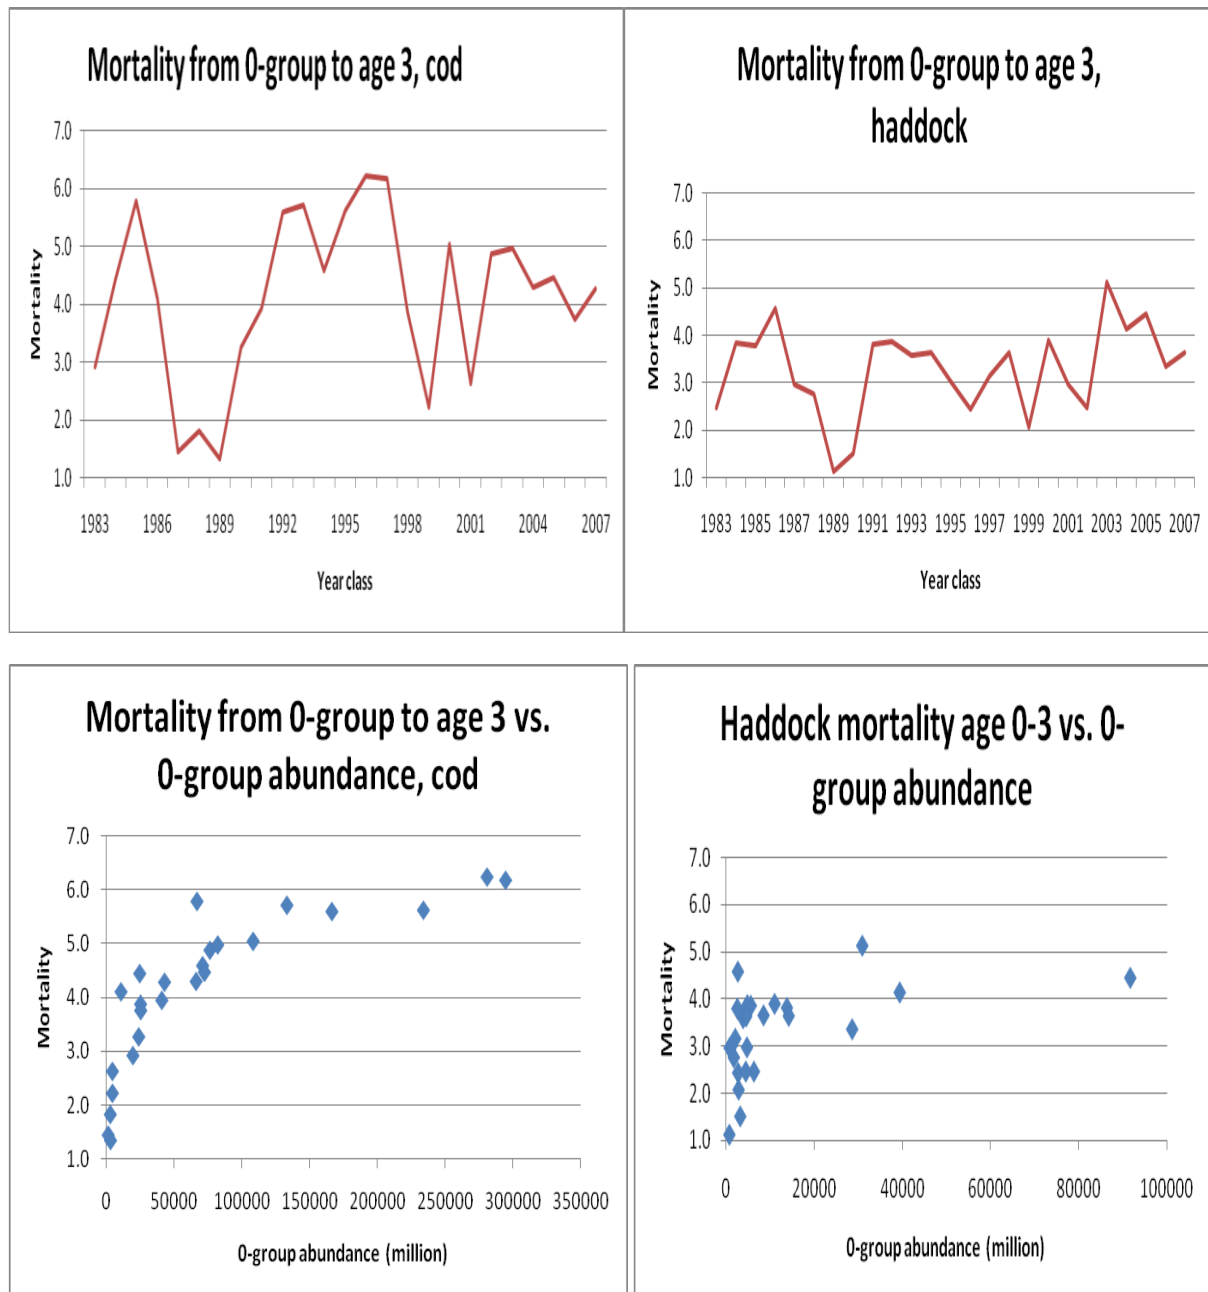 Mortality from 0-group to age 3, cod
7.0
6.0
5.0
4.0
3.0
2.0
1.0
Mortality
1983 1986 1989 1992 1995 1998 2001 2004 2007
Year class
Mortality from 0-group to age 3,
haddock
7.0
6.0
5.0
4.0
3.0
2.0
1.0
Mortality
1983 1985 1987 1989 1991 1993 1995 1997 1999 2001 2003 2005 2007
Year class
Mortality from 0-group to age 3 vs.
0-group abundance, cod
7.0
6.0
5.0
4.0
3.0
2.0
1.0
Mortality
0 50000 100000 150000 200000 250000 300000 350000
0-group abundance (million)
Haddock mortality age 0-3 vs. 0-
group abundance
7.0
6.0
5.0
4.0
3.0
2.0
1.0
Mortality
0 20000 40000 60000 80000 100000
0-group abundance (million)